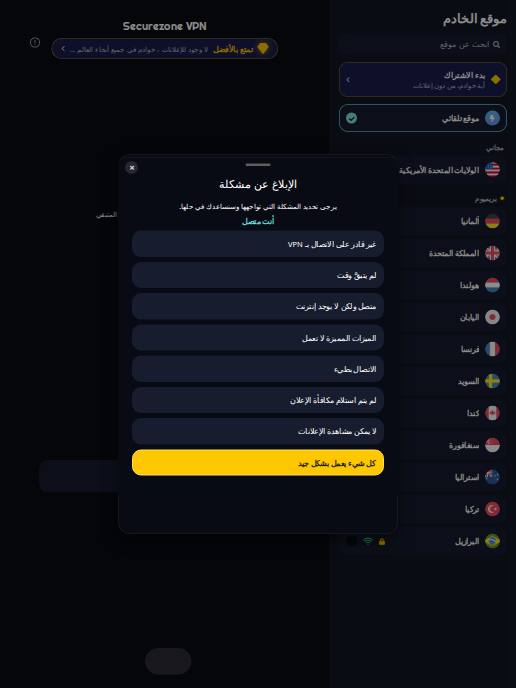 موقع الخادم
ابحث عن موقع
بدء الاشتراك
أية خوادم، من دون إعلانات
موقع تلقائي
مجاني
الولايات المتحدة الأمريكية
بريميوم
ألمانيا
المملكة المتحدة
هولندا
اليابان
فرنسا
السويد
كندا
سنغافورة
استراليا
تركيا
البرازيل
Securezone VPN
تمتع بالأفضل
لا وجود للإعلانات ، خوادم في جميع أنحاء العالم ...
المتبقي
الإبلاغ عن مشكلة
يرجى تحديد المشكلة التي تواجهها وسنساعدك في حلها.
أنت متصل
غير قادر على الاتصال بـ VPN
لم يتبقَّ وقت
متصل ولكن لا يوجد إنترنت
الميزات المميزة لا تعمل
الاتصال بطيء
لم يتم استلام مكافأة الإعلان
لا يمكن مشاهدة الإعلانات
كل شيء يعمل بشكل جيد